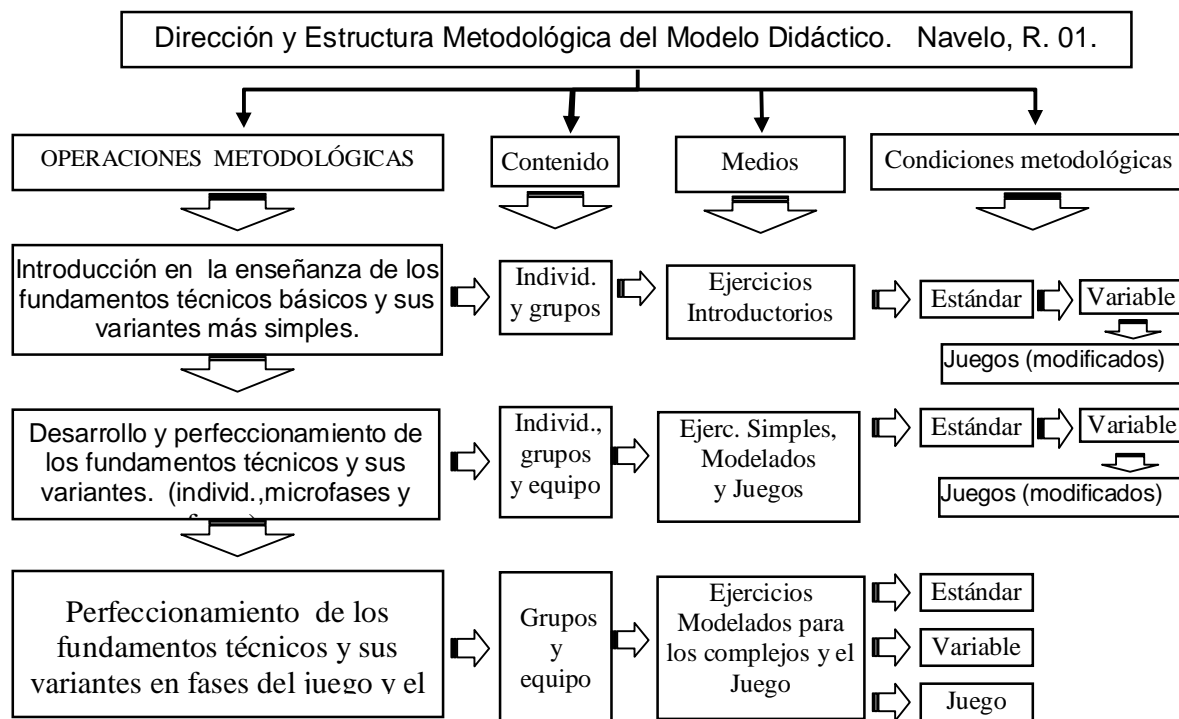 Dirección y Estructura Metodológica del Modelo Didáctico. Navelo, R. 01.
OPERACIONES METODOLÓGICAS
Contenido
Medios
Condiciones metodológicas
Introducción en la enseñanza de los
fundamentos técnicos básicos y sus
variantes más simples.
Individ.
y grupos
Ejercicios
Introductorios
Estándar
Variable
Juegos (modificados)
Desarrollo y perfeccionamiento de
los fundamentos técnicos y sus
variantes. (individ.,microfases y
Individ.,
grupos
y equipo
Ejerc. Simples,
Modelados
y Juegos
Estándar
Variable
Juegos (modificados)
Perfeccionamiento de los
fundamentos técnicos y sus
variantes en fases del juego y el
Grupos
y
equipo
Ejercicios
Modelados para
los complejos y el
Juego
Estándar
Variable
Juego